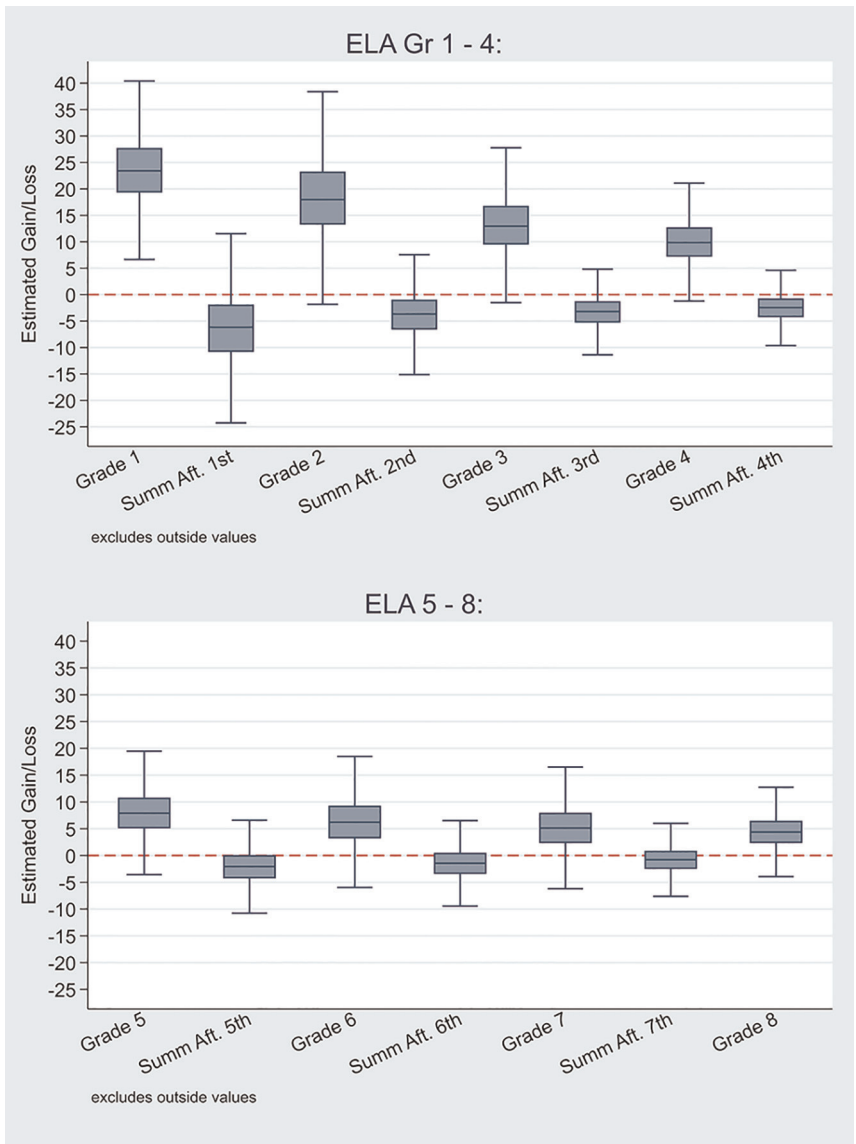 ELA Gr 1 - 4:
Estimated Gain/Loss
40
35
30
25
20
15
10
5
0
-5
-10
-15
-20
-25
Grade 1
Summ Aft. 1st
Grade 2
Summ Aft. 2nd
Grade 3
Summ Aft. 3rd
Grade 4
Summ Aft. 4th
excludes outside values
ELA 5 - 8:
Estimated Gain/Loss
40
35
30
25
20
15
10
5
0
-5
-10
-15
-20
-25
Grade 5
Summ Aft. 5th
Grade 6
Summ Aft. 6th
Grade 7
Summ Aft. 7th
Grade 8
excludes outside values